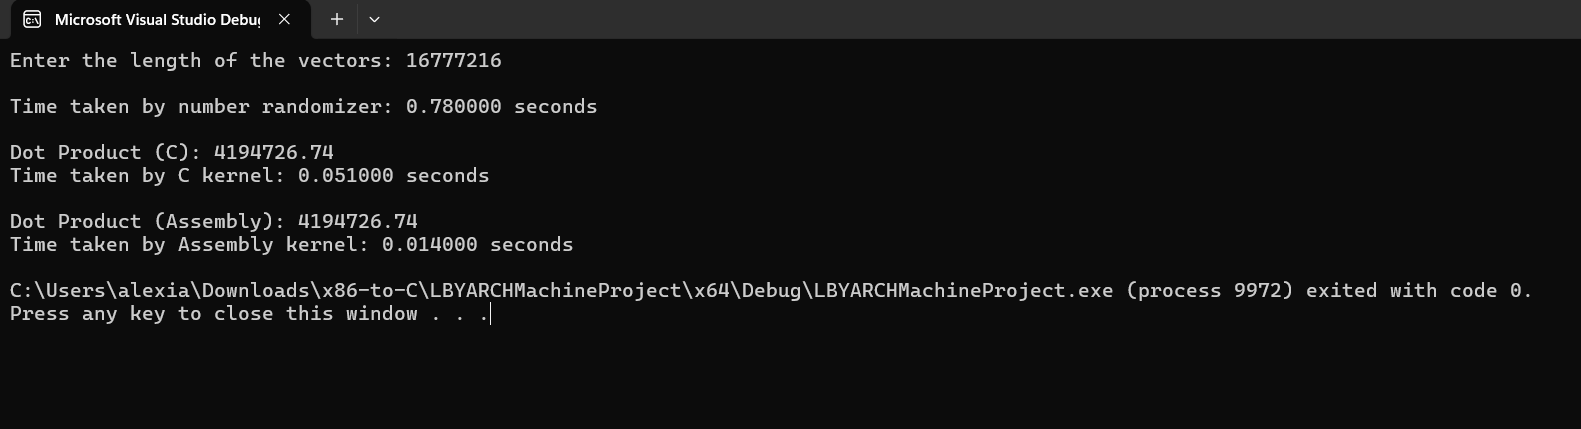 Microsoft Visual Studio Debug
Enter the length of the vectors: 16777216
Time taken by number randomizer: 0.780000 seconds
Dot Product (C): 4194726.74
Time taken by C kernel: 0.051000 seconds
Dot Product (Assembly): 4194726.74
Time taken by Assembly kernel: 0.014000 seconds
C:\Users\alexia\Downloads\x86-to-C\LBYARCHMachineProject\x64\Debug\LBYARCHMachineProject.exe (process 9972) exited with code 0.
Press any key to close this window . . .